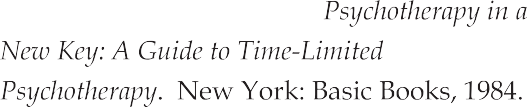 Psychotherapy in a
New Key: A Guide to Time-Limited
Psychotherapy. New York: Basic Books, 1984.